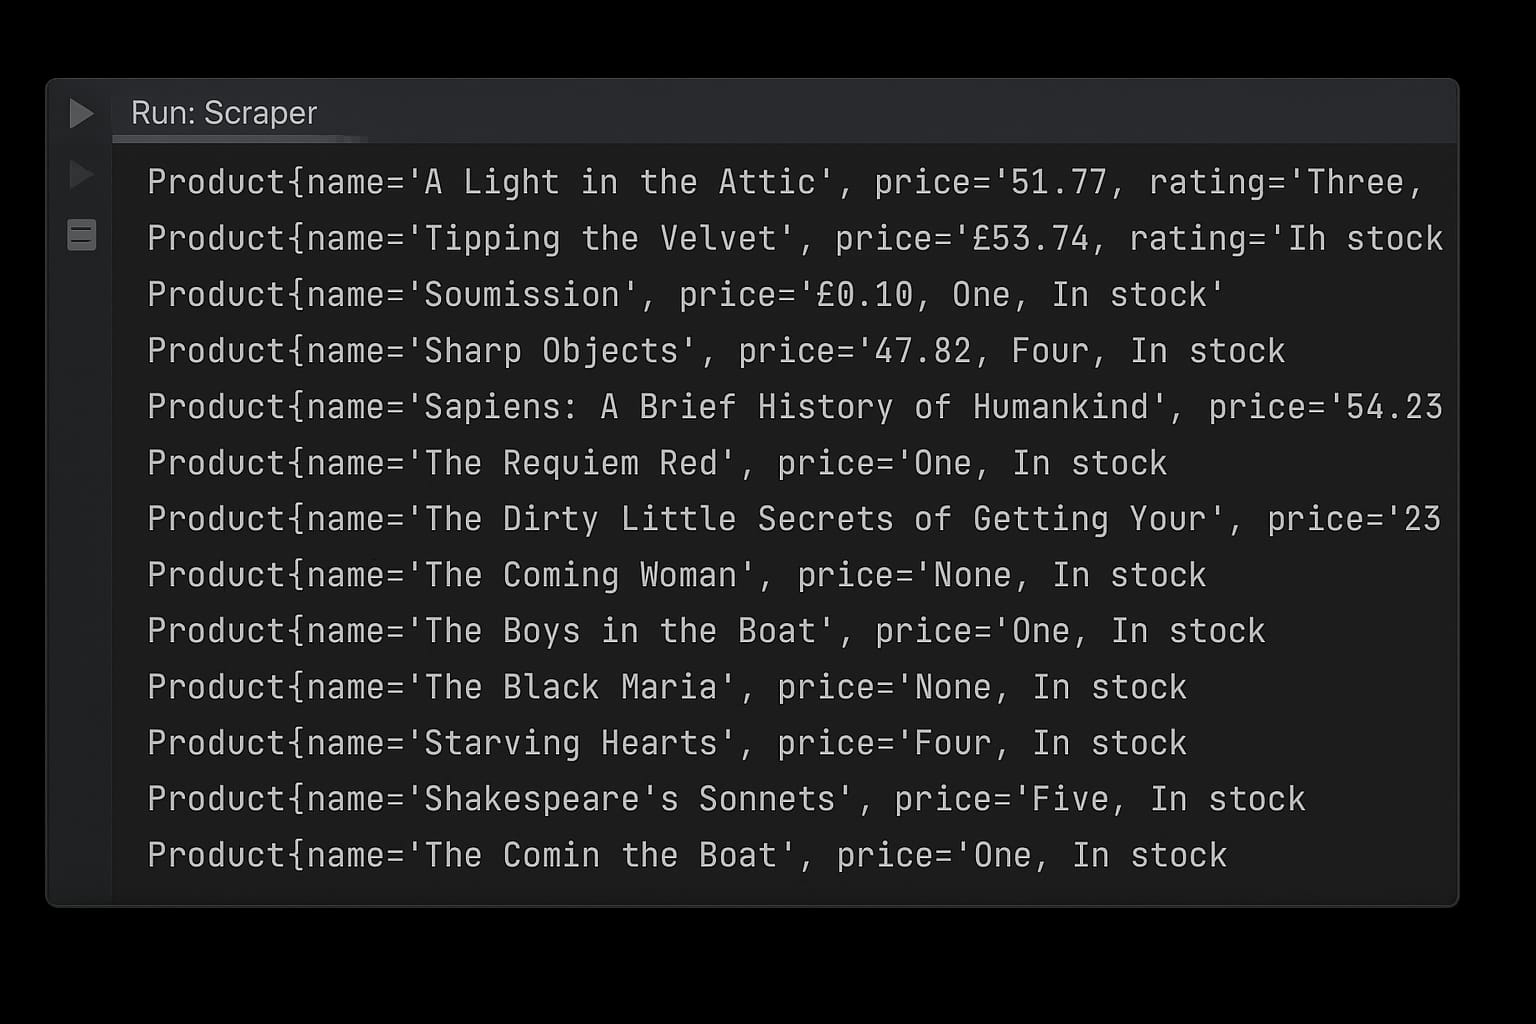 Run: Scraper
Product{name='A Light in the Attic', price='51.77, rating='Three,
Product{name='Tipping the Velvet', price='£53.74, rating='Ih stock
Product{name='Soumission', price='£0.10, One, In stock'
Product{name='Sharp Objects', price='47.82, Four, In stock
Product{name='Sapiens: A Brief History of Humankind', price='54.23
Product{name='The Requiem Red', price='One, In stock
Product{name='The Dirty Little Secrets of Getting Your', price='23
Product{name='The Coming Woman', price='None, In stock
Product{name='The Boys in the Boat', price='One, In stock
Product{name='The Black Maria', price='None, In stock
Product{name='Starving Hearts', price='Four, In stock
Product{name='Shakespeare's Sonnets', price='Five, In stock
Product{name='The Comin the Boat', price='One, In stock